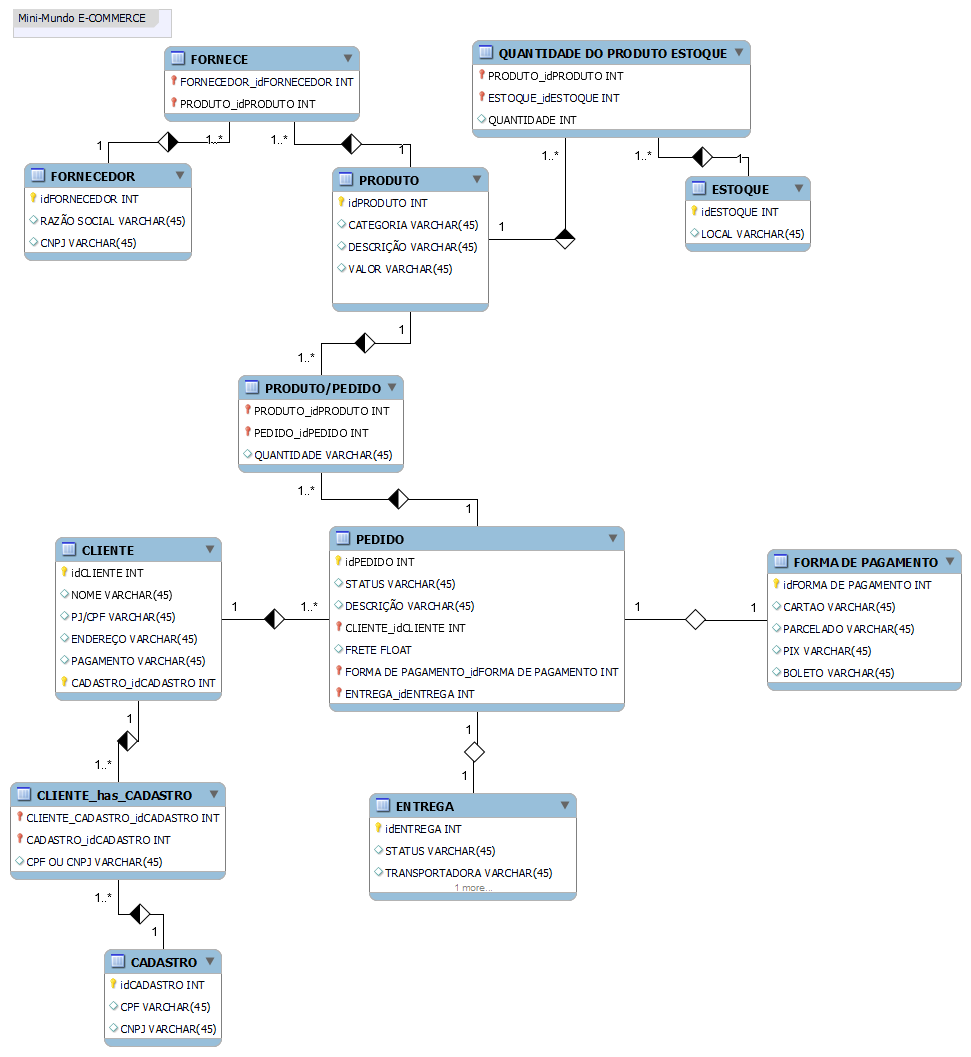 Mini-Mundo E-COMMERCE
FORNECE
FORNECEDOR_idFORNECEDOR INT
PRODUTO_idPRODUTO INT
QUANTIDADE DO PRODUTO ESTOQUE
PRODUTO_idPRODUTO INT
ESTOQUE_idESTOQUE INT
QUANTIDADE INT
1
1..*
1..*
1
1..*
1..*
1
FORNECEDOR
idFORNECEDOR INT
RAZÃO SOCIAL VARCHAR(45)
CNPJ VARCHAR(45)
PRODUTO
idPRODUTO INT
CATEGORIA VARCHAR(45)
DESCRIÇÃO VARCHAR(45)
VALOR VARCHAR(45)
1
ESTOQUE
idESTOQUE INT
LOCAL VARCHAR(45)
1
1..*
PRODUTO/PEDIDO
PRODUTO_idPRODUTO INT
PEDIDO_idPEDIDO INT
QUANTIDADE VARCHAR(45)
1..*
1
CLIENTE
idCLIENTE INT
NOME VARCHAR(45)
PJ/CPF VARCHAR(45)
ENDEREÇO VARCHAR(45)
PAGAMENTO VARCHAR(45)
CADASTRO_idCADASTRO INT
1
1..*
PEDIDO
idPEDIDO INT
STATUS VARCHAR(45)
DESCRIÇÃO VARCHAR(45)
CLIENTE_idCLIENTE INT
FRETE FLOAT
FORMA DE PAGAMENTO_idFORMA DE PAGAMENTO INT
ENTREGA_idENTREGA INT
1
1
FORMA DE PAGAMENTO
idFORMA DE PAGAMENTO INT
CARTAO VARCHAR(45)
PARCELADO VARCHAR(45)
PIX VARCHAR(45)
BOLETO VARCHAR(45)
1
1..*
1
1
CLIENTE_has_CADASTRO
CLIENTE_CADASTRO_idCADASTRO INT
CADASTRO_idCADASTRO INT
CPF OU CNPJ VARCHAR(45)
ENTREGA
idENTREGA INT
STATUS VARCHAR(45)
TRANSPORTADORA VARCHAR(45)
1 more...
1..*
1
CADASTRO
idCADASTRO INT
CPF VARCHAR(45)
CNPJ VARCHAR(45)